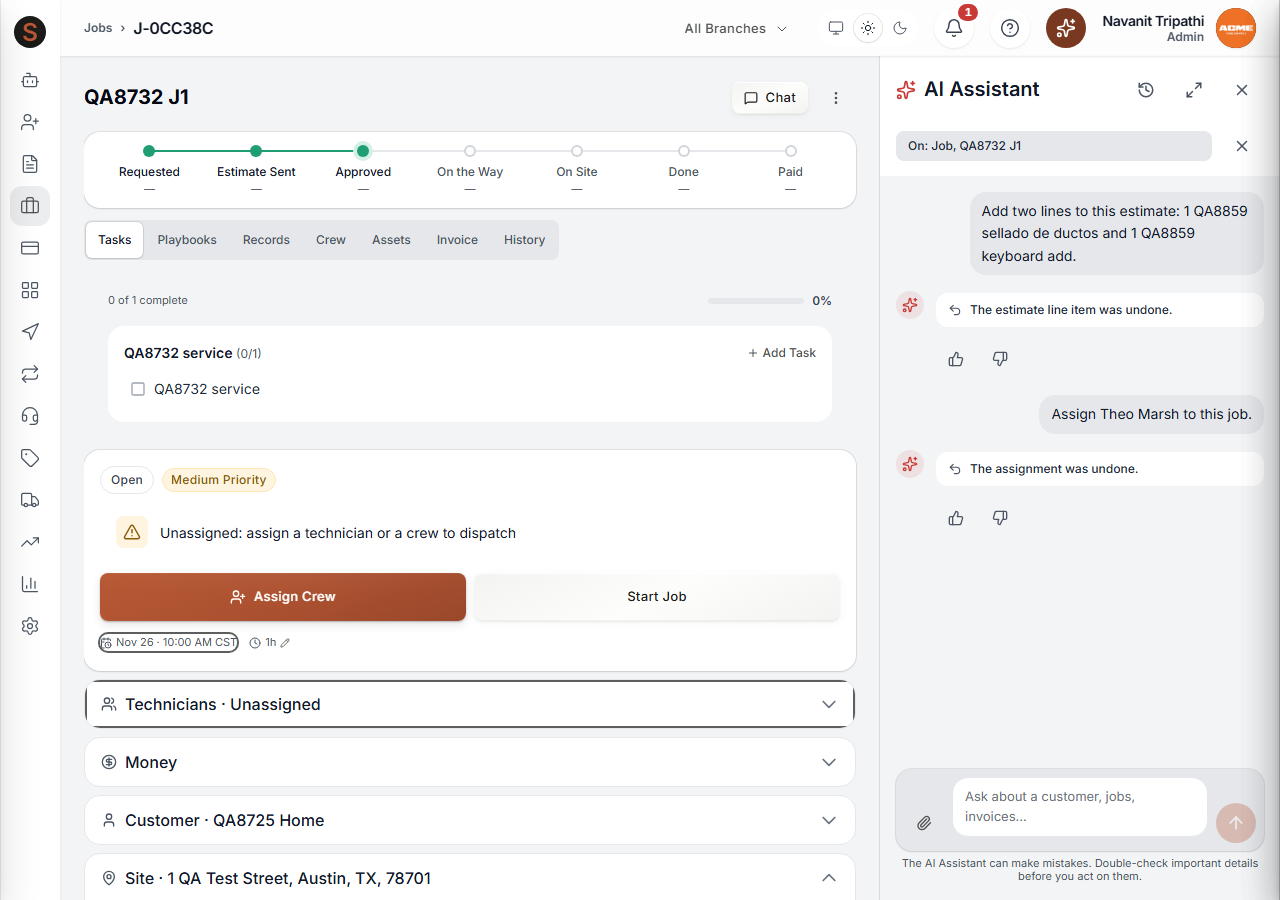 S
Jobs › J-0CC38C
All Branches
1
Navanit Tripathi
Admin
ACME
QA8732 J1
Chat
Requested
Estimate Sent
Approved
On the Way
On Site
Done
Paid
—
—
—
—
—
—
—
Tasks
Playbooks
Records
Crew
Assets
Invoice
History
0 of 1 complete
0%
QA8732 service (0/1)
+ Add Task
QA8732 service
Open
Medium Priority
Unassigned: assign a technician or a crew to dispatch
Assign Crew
Start Job
Nov 26 · 10:00 AM CST
1h
Technicians · Unassigned
Money
Customer · QA8725 Home
Site · 1 QA Test Street, Austin, TX, 78701
AI Assistant
On: Job, QA8732 J1
Add two lines to this estimate: 1 QA8859
sellado de ductos and 1 QA8859
keyboard add.
The estimate line item was undone.
Assign Theo Marsh to this job.
The assignment was undone.
Ask about a customer, jobs,
invoices...
The AI Assistant can make mistakes. Double-check important details
before you act on them.